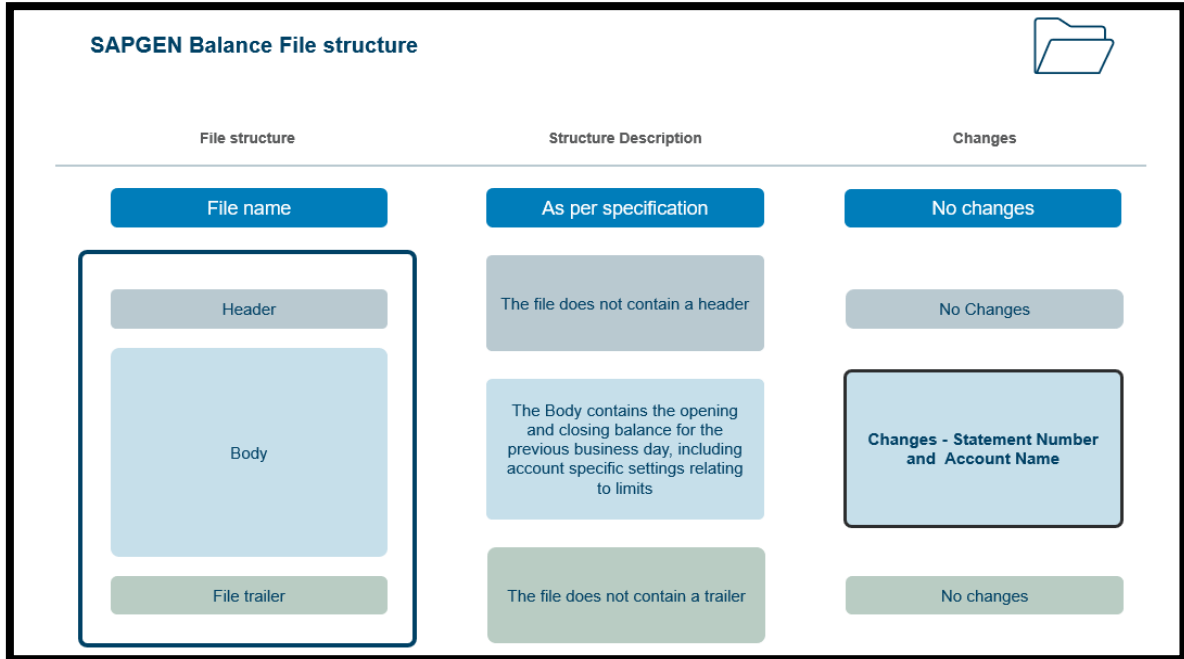 SAPGEN Balance File structure
File structure
Structure Description
Changes
File name
As per specification
No changes
Header
The file does not contain a header
No Changes
Body
The Body contains the opening
and closing balance for the
previous business day, including
account specific settings relating
to limits
Changes - Statement Number
and Account Name
File trailer
The file does not contain a trailer
No changes